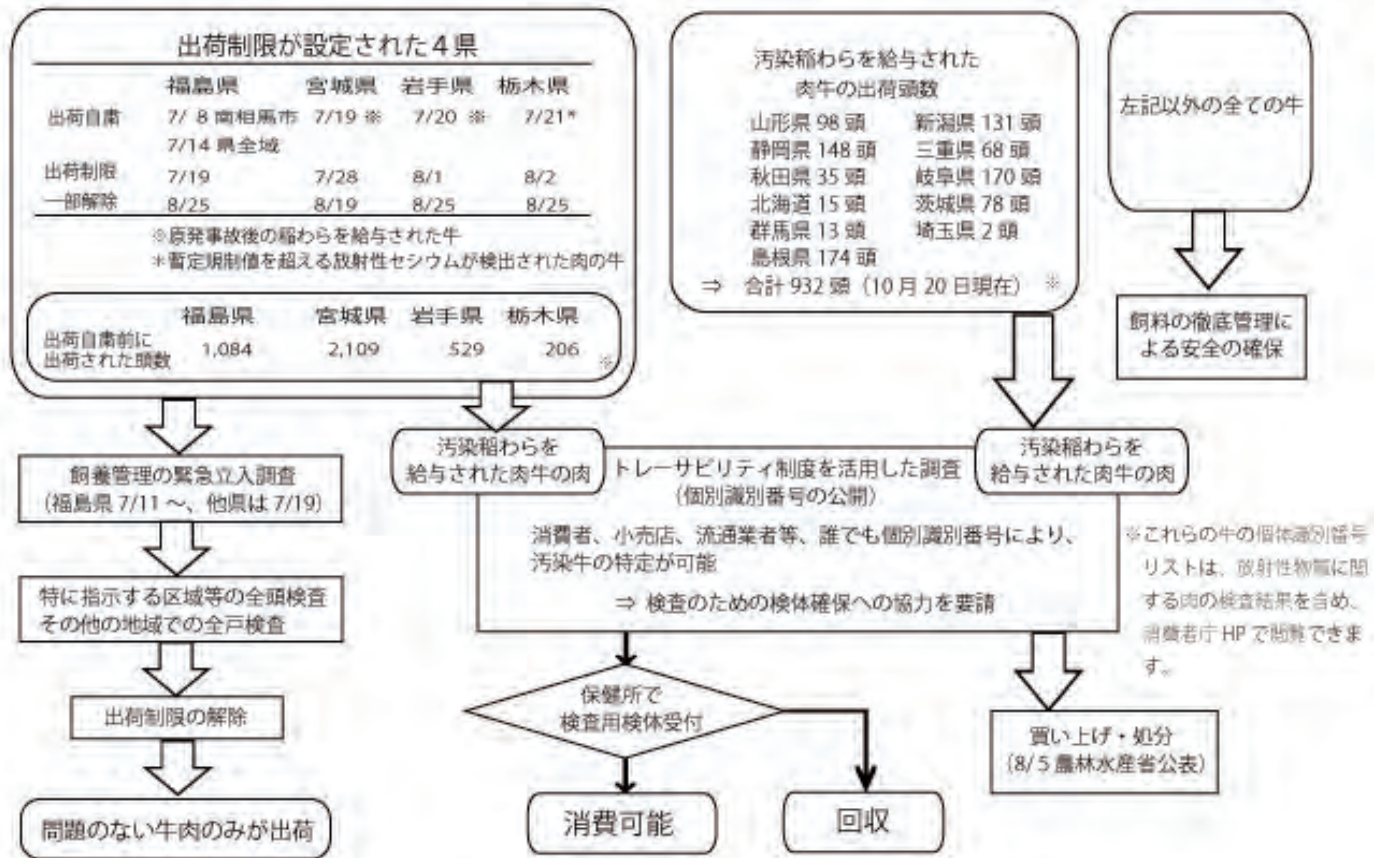 出荷制限が設定された4県
福島県 宮城県 岩手県 栃木県
出荷自粛 7/ 8 南相馬市 7/19 ※ 7/20 ※ 7/21*
7/14 県全域
出荷制限 7/19 7/28 8/1 8/2
一部解除 8/25 8/19 8/25 8/25
※原発事故後の稲わらを給与された牛
*暫定規制値を超える放射性セシウムが検出された肉の牛
福島県 宮城県 岩手県 栃木県
出荷自粛前に
出荷された頭数 1,084 2,109 529 206 ※
汚染稲わらを給与された
肉牛の出荷頭数
山形県 98 頭 新潟県 131 頭
静岡県 148 頭 三重県 68 頭
秋田県 35 頭 岐阜県 170 頭
北海道 15 頭 茨城県 78 頭
群馬県 13 頭 埼玉県 2 頭
島根県 174 頭
⇒ 合計 932 頭（10 月 20 日現在） ※
左記以外の全ての牛
飼料の徹底管理に
よる安全の確保
飼養管理の緊急立入調査
（福島県 7/11 ～、他県は 7/19）
特に指示する区域等の全頭検査
その他の地域での全戸検査
出荷制限の解除
問題のない牛肉のみが出荷
汚染稲わらを
給与された肉牛の肉
汚染稲わらを
給与された肉牛の肉
トレーサビリティ制度を活用した調査
（個別識別番号の公開）
消費者、小売店、流通業者等、誰でも個別識別番号により、
汚染牛の特定が可能
⇒ 検査のための検体確保への協力を要請
※これらの牛の個体識別番号
リストは、放射性物質に関
する肉の検査結果を含め、
消費者庁 HP で閲覧できま
す。
保健所で
検査用検体受付
消費可能
回収
買い上げ・処分
（8/5 農林水産省公表）